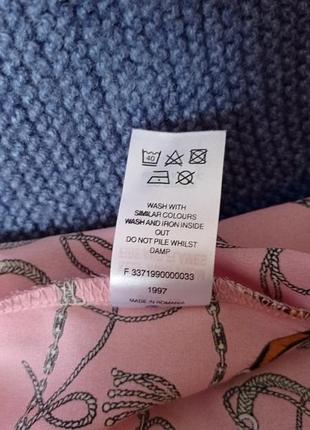 40
WASH WITH
SIMILAR COLOURS
WASH AND IRON INSIDE
OUT
DO NOT PILE WHILST
DAMP
F 3371990000033
1997
MADE IN ROMANIA